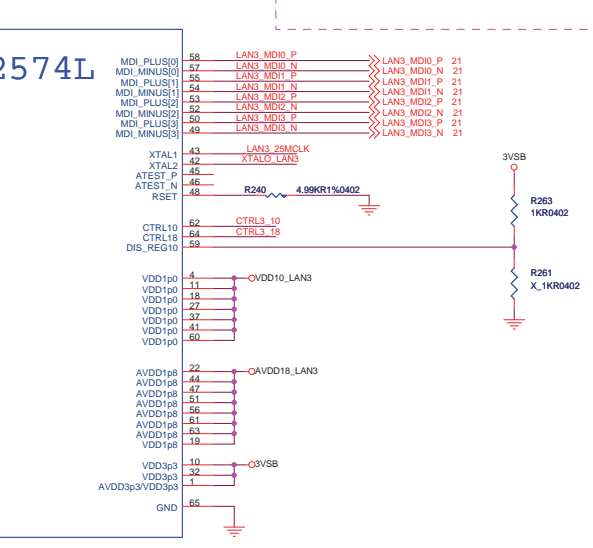 2574L
MDI_PLUS[0] 58 LAN3_MDI0_P LAN3_MDI0_P 21
MDI_MINUS[0] 57 LAN3_MDI0_N LAN3_MDI0_N 21
MDI_PLUS[1] 55 LAN3_MDI1_P LAN3_MDI1_P 21
MDI_MINUS[1] 54 LAN3_MDI1_N LAN3_MDI1_N 21
MDI_PLUS[2] 53 LAN3_MDI2_P LAN3_MDI2_P 21
MDI_MINUS[2] 52 LAN3_MDI2_N LAN3_MDI2_N 21
MDI_PLUS[3] 50 LAN3_MDI3_P LAN3_MDI3_P 21
MDI_MINUS[3] 49 LAN3_MDI3_N LAN3_MDI3_N 21
XTAL1 43 LAN3_25MCLK
XTAL2 42 XTALO_LAN3
ATEST_P 45
ATEST_N 46
RSET 48 R240 4.99KR1%0402
3VSB
R263
1KR0402
CTRL10 62 CTRL3_10
CTRL18 64 CTRL3_18
DIS_REG10 59
R261
X_1KR0402
VDD1p0 4 VDD10_LAN3
VDD1p0 11
VDD1p0 18
VDD1p0 27
VDD1p0 37
VDD1p0 41
VDD1p0 60
AVDD1p8 22 AVDD18_LAN3
AVDD1p8 44
AVDD1p8 47
AVDD1p8 51
AVDD1p8 56
AVDD1p8 61
AVDD1p8 63
VDD1p8 19
VDD3p3 10 3VSB
VDD3p3 32
AVDD3p3/VDD3p3 1
GND 65